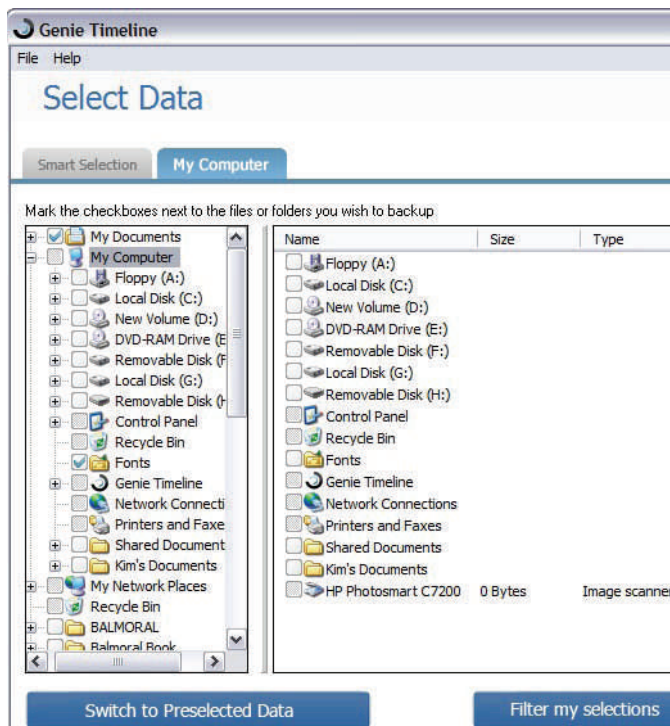 Genie Timeline
File Help
Select Data
Smart Selection My Computer
Mark the checkboxes next to the files or folders you wish to backup
My Documents
My Computer
Floppy (A:)
Local Disk (C:)
New Volume (D:)
DVD-RAM Drive (E
Removable Disk (F
Local Disk (G:)
Removable Disk (H
Control Panel
Recycle Bin
Fonts
Genie Timeline
Network Connecti
Printers and Faxe
Shared Document
Kim's Documents
My Network Places
Recycle Bin
BALMORAL
Balmoral Book
Name Size Type
Floppy (A:)
Local Disk (C:)
New Volume (D:)
DVD-RAM Drive (E:)
Removable Disk (F:)
Local Disk (G:)
Removable Disk (H:)
Control Panel
Recycle Bin
Fonts
Genie Timeline
Network Connections
Printers and Faxes
Shared Documents
Kim's Documents
HP Photosmart C7200 0 Bytes Image scanner
Switch to Preselected Data Filter my selections